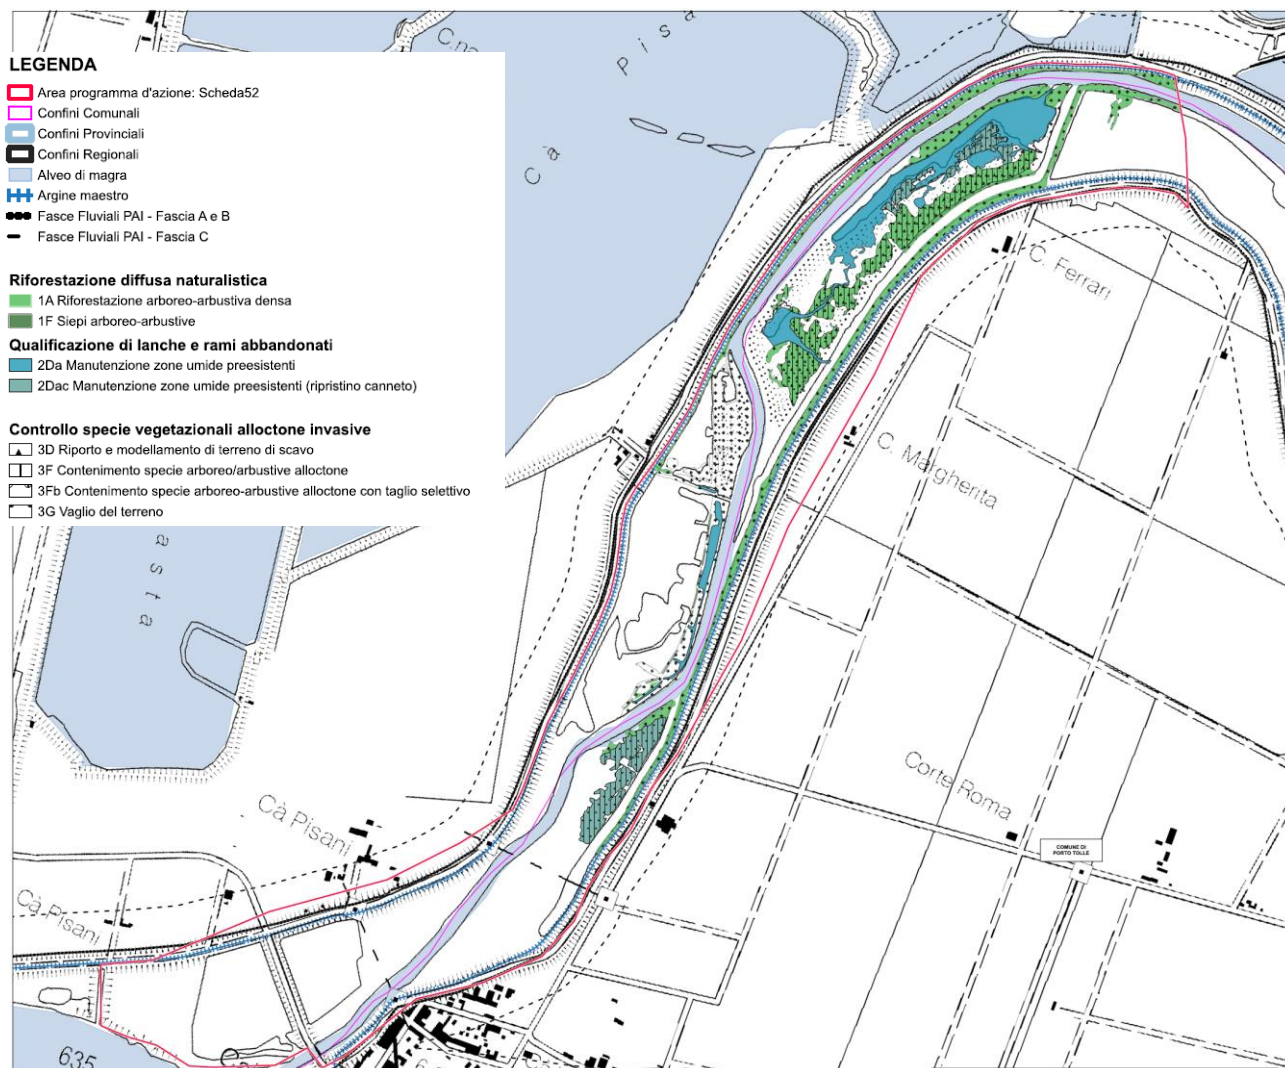 LEGENDA
Area programma d'azione: Scheda52
Confini Comunali
Confini Provinciali
Confini Regionali
Alveo di magra
Argine maestro
Fasce Fluviali PAI - Fascia A e B
Fasce Fluviali PAI - Fascia C
Riforestazione diffusa naturalistica
1A Riforestazione arboreo-arbustiva densa
1F Siepi arboreo-arbustive
Qualificazione di lanche e rami abbandonati
2Da Manutenzione zone umide preesistenti
2Dac Manutenzione zone umide preesistenti (ripristino canneto)
Controllo specie vegetazionali alloctone invasive
3D Riporto e modellamento di terreno di scavo
3F Contenimento specie arboreo/arbustive alloctone
3Fb Contenimento specie arboreo-arbustive alloctone con taglio selettivo
3G Vaglio del terreno
Cà Pisa
asta
C. Ferrari
C. Margherita
Corte Roma
COMUNE DI
PORTO TOLLE
Cà Pisani
Cà Pisani
635